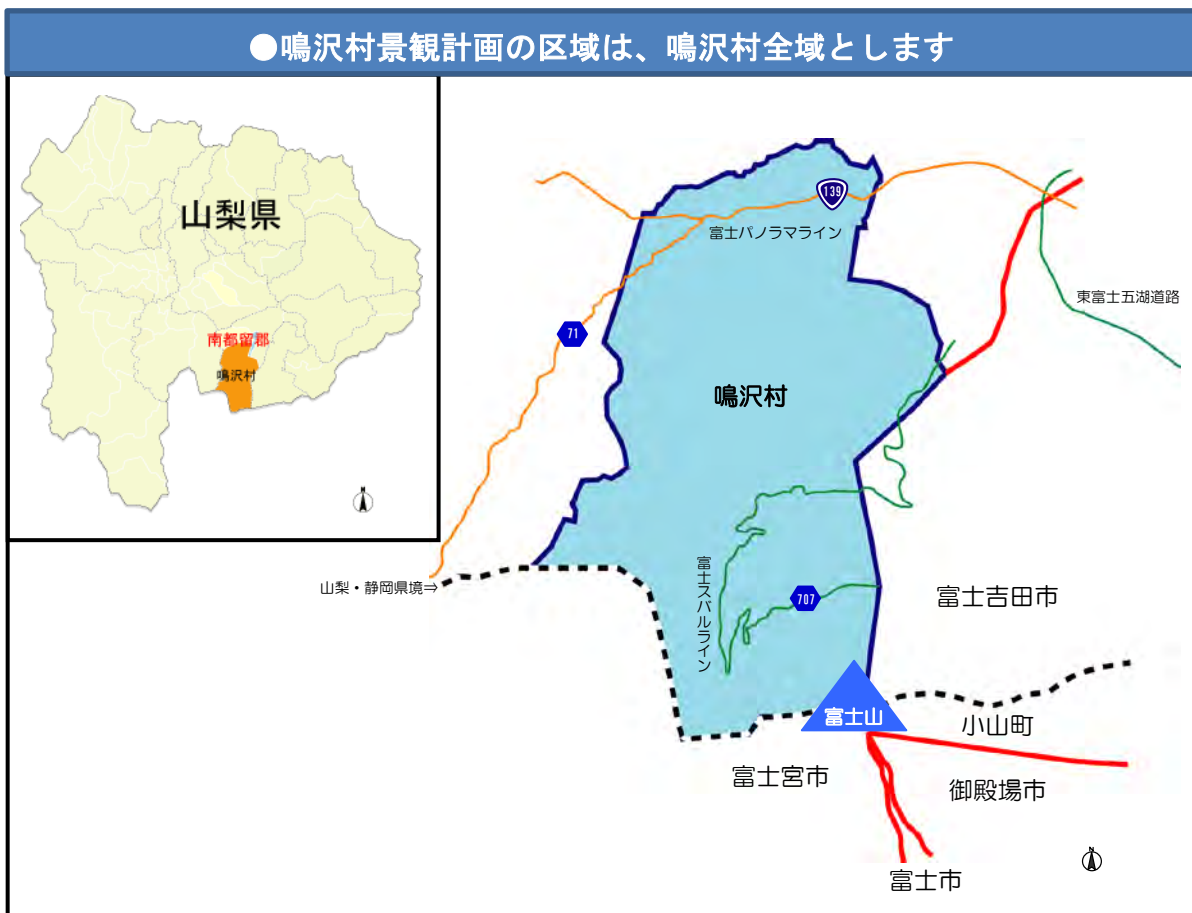 ●鳴沢村景観計画の区域は、鳴沢村全域とします
山梨県
南都留郡
鳴沢村
N
139
富士パノラマライン
東富士五湖道路
71
鳴沢村
富士スバルライン
707
山梨・静岡県境⇒
富士吉田市
富士山
小山町
富士宮市
御殿場市
富士市
N